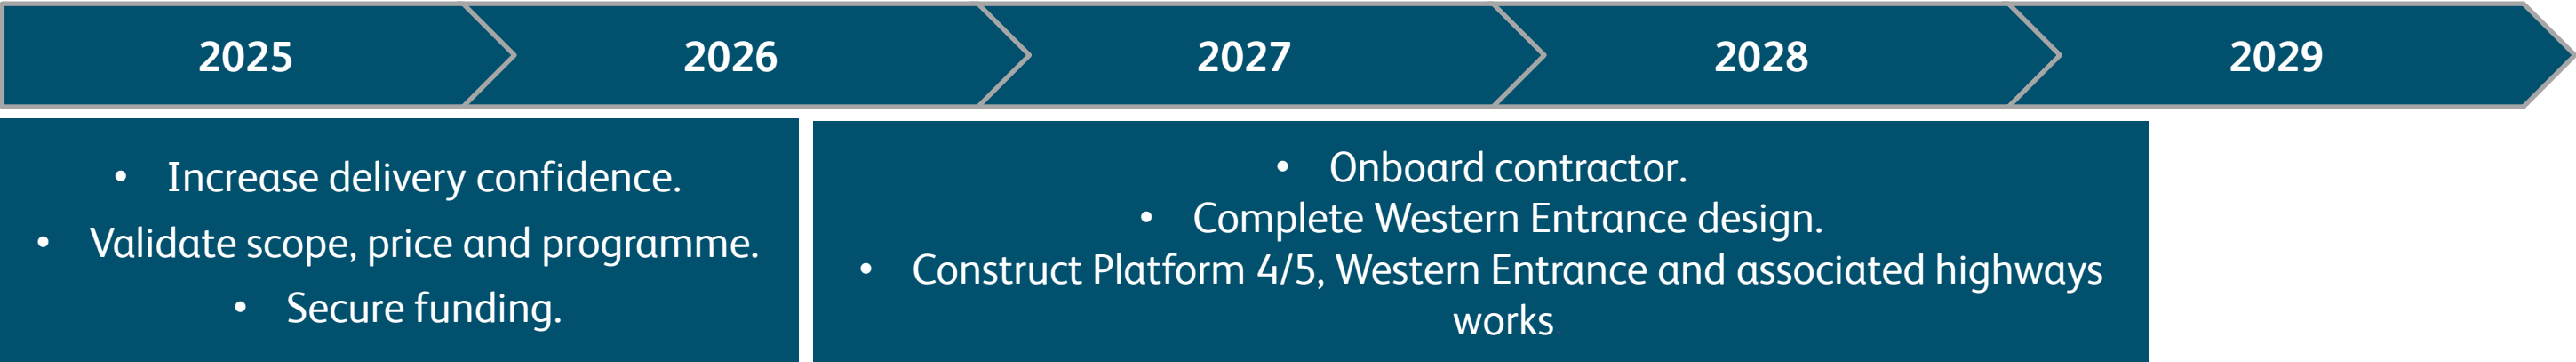 2025 2026 2027 2028 2029
• Increase delivery confidence.
• Validate scope, price and programme.
• Secure funding.
• Onboard contractor.
• Complete Western Entrance design.
• Construct Platform 4/5, Western Entrance and associated highways
works.